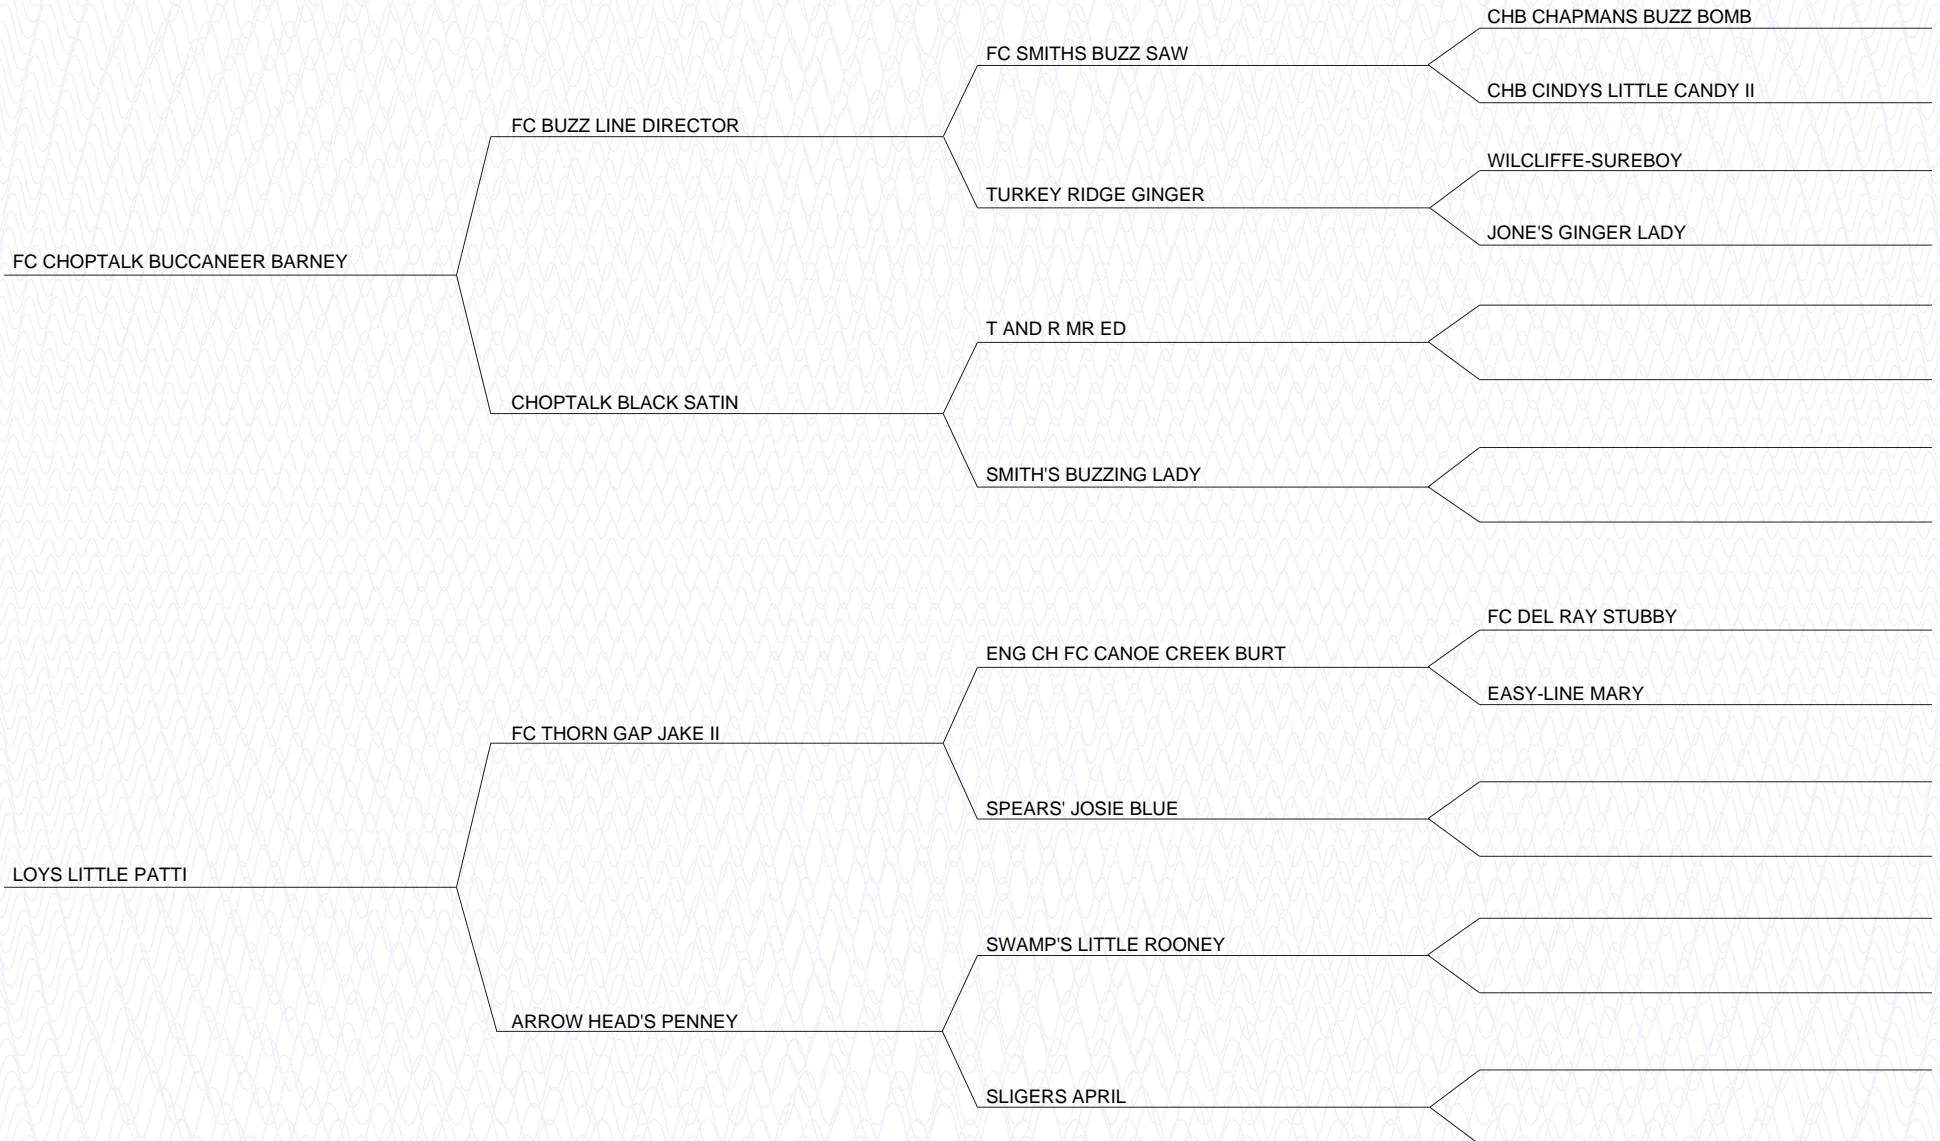 CHB CHAPMANS BUZZ BOMB
FC SMITHS BUZZ SAW
CHB CINDYS LITTLE CANDY II
FC BUZZ LINE DIRECTOR
WILCLIFFE-SUREBOY
TURKEY RIDGE GINGER
JONE'S GINGER LADY
FC CHOPTALK BUCCANEER BARNEY
T AND R MR ED
CHOPTALK BLACK SATIN
SMITH'S BUZZING LADY
FC DEL RAY STUBBY
ENG CH FC CANOE CREEK BURT
EASY-LINE MARY
FC THORN GAP JAKE II
SPEARS' JOSIE BLUE
LOYS LITTLE PATTI
SWAMP'S LITTLE ROONEY
ARROW HEAD'S PENNEY
SLIGERS APRIL